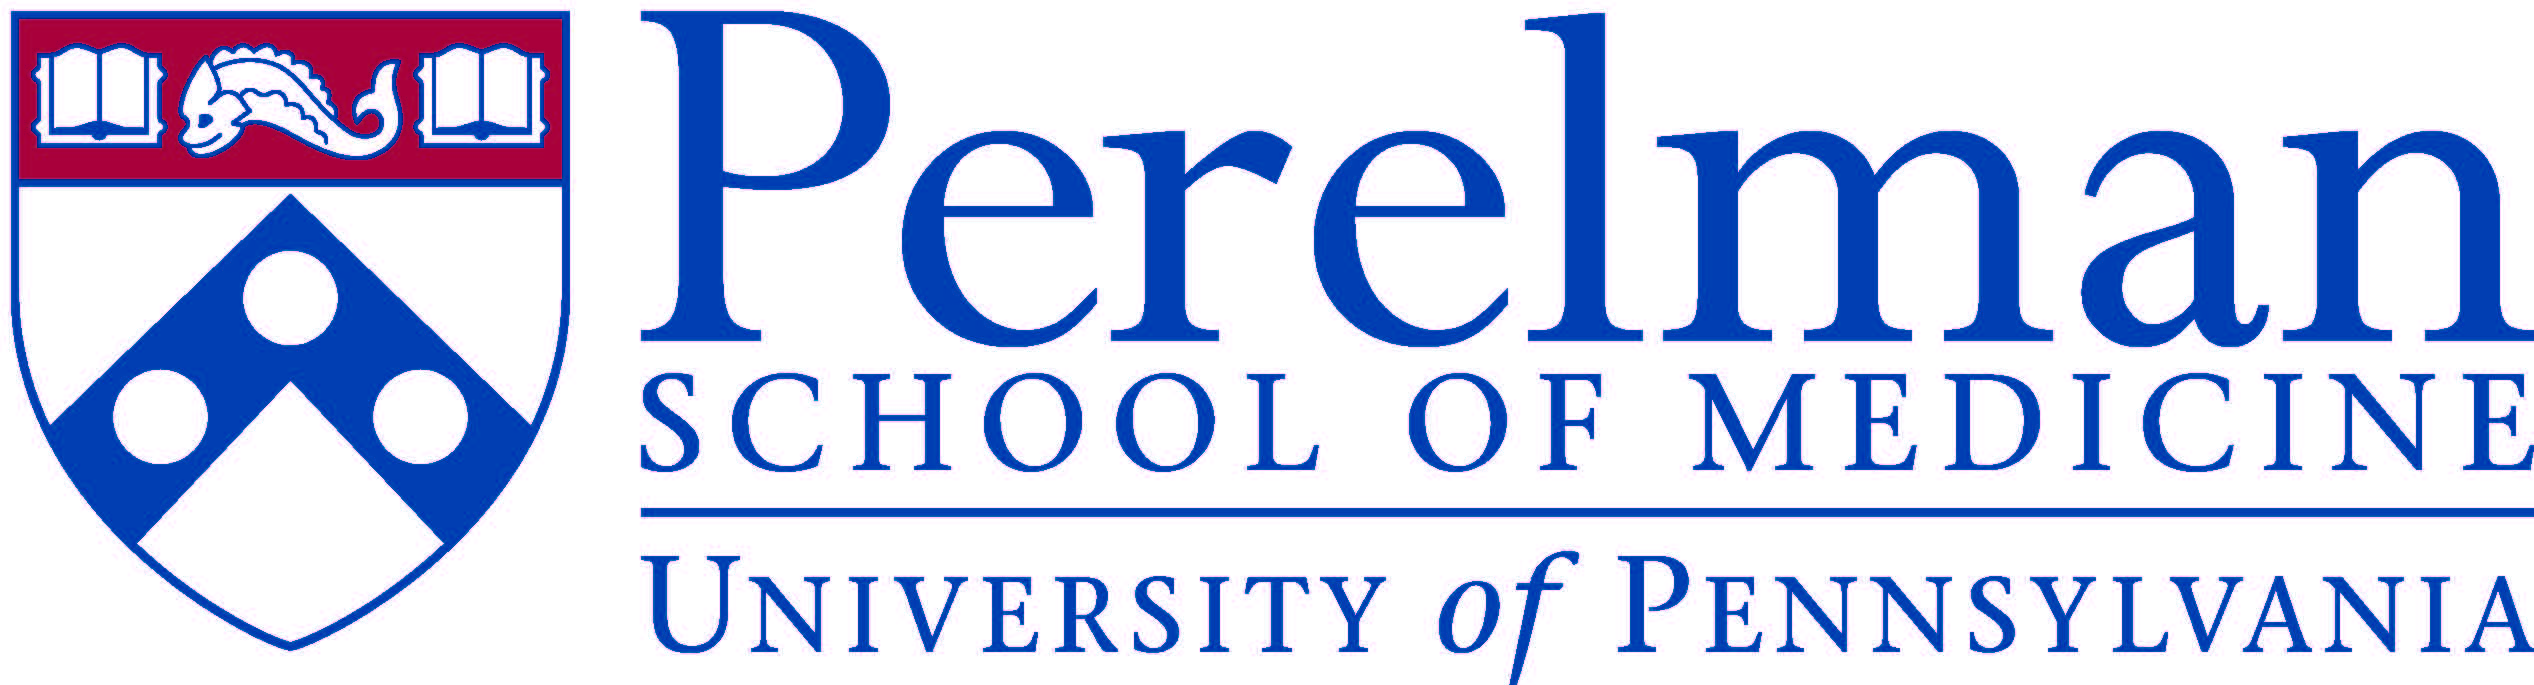 Perelman
SCHOOL OF MEDICINE
UNIVERSITY of PENNSYLVANIA